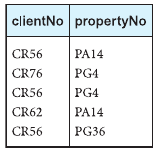 clientNo propertyNo
CR56 PA14
CR76 PG4
CR56 PG4
CR62 PA14
CR56 PG36